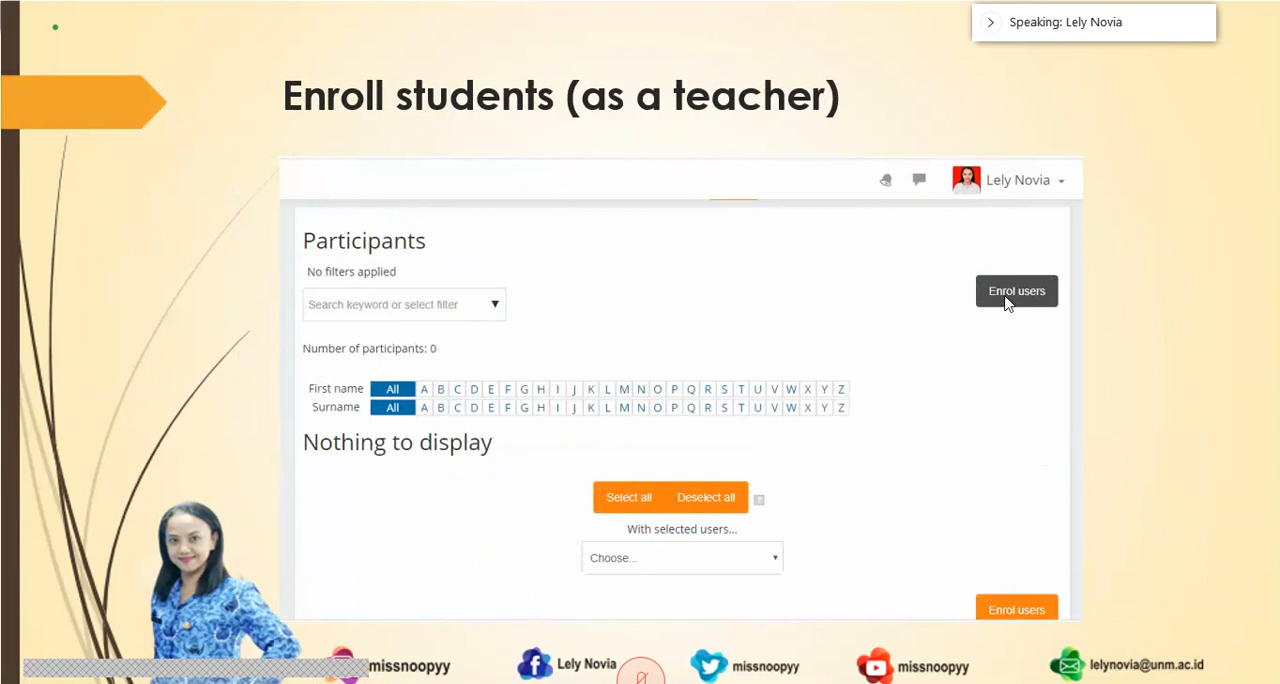 Speaking: Lely Novia
Enroll students (as a teacher)
Lely Novia
Participants
No filters applied
Enrol users
Search keyword or select filter
Number of participants: 0
First name All A B C D E F G H I J K L M N O P Q R S T U V W X Y Z
Surname All A B C D E F G H I J K L M N O P Q R S T U V W X Y Z
Nothing to display
Select all Deselect all ?
With selected users...
Choose...
Enrol users
missnoopyy Lely Novia missnoopyy missnoopyy lelynovia@unm.ac.id